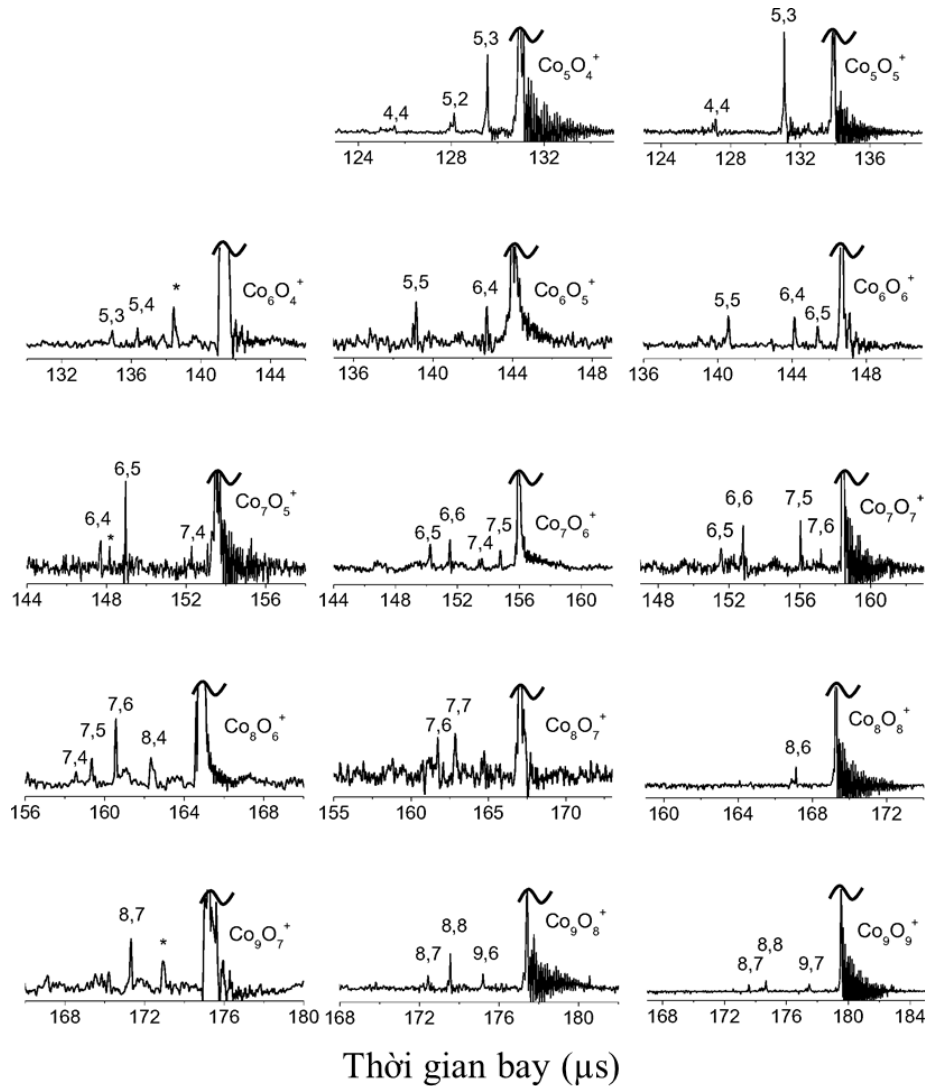 5,3
4,4 5,2 Co₅O₄⁺
124 128 132
5,3
4,4 Co₅O₅⁺
124 128 132 136
5,3 5,4 * Co₆O₄⁺
132 136 140 144
5,5 6,4 Co₆O₅⁺
136 140 144 148
5,5 6,4 6,5 Co₆O₆⁺
136 140 144 148
6,5
6,4 * 7,4 Co₇O₅⁺
144 148 152 156
6,6
6,5 7,4 7,5 Co₇O₆⁺
144 148 152 156 160
6,6 7,5
6,5 7,6 Co₇O₇⁺
148 152 156 160
7,6
7,4 7,5 8,4 Co₈O₆⁺
156 160 164 168
7,7
7,6 Co₈O₇⁺
155 160 165 170
8,6 Co₈O₈⁺
160 164 168 172
8,7 * Co₉O₇⁺
168 172 176 180
8,8
8,7 9,6 Co₉O₈⁺
168 172 176 180
8,8
8,7 9,7 Co₉O₉⁺
168 172 176 180 184
Thời gian bay (µs)